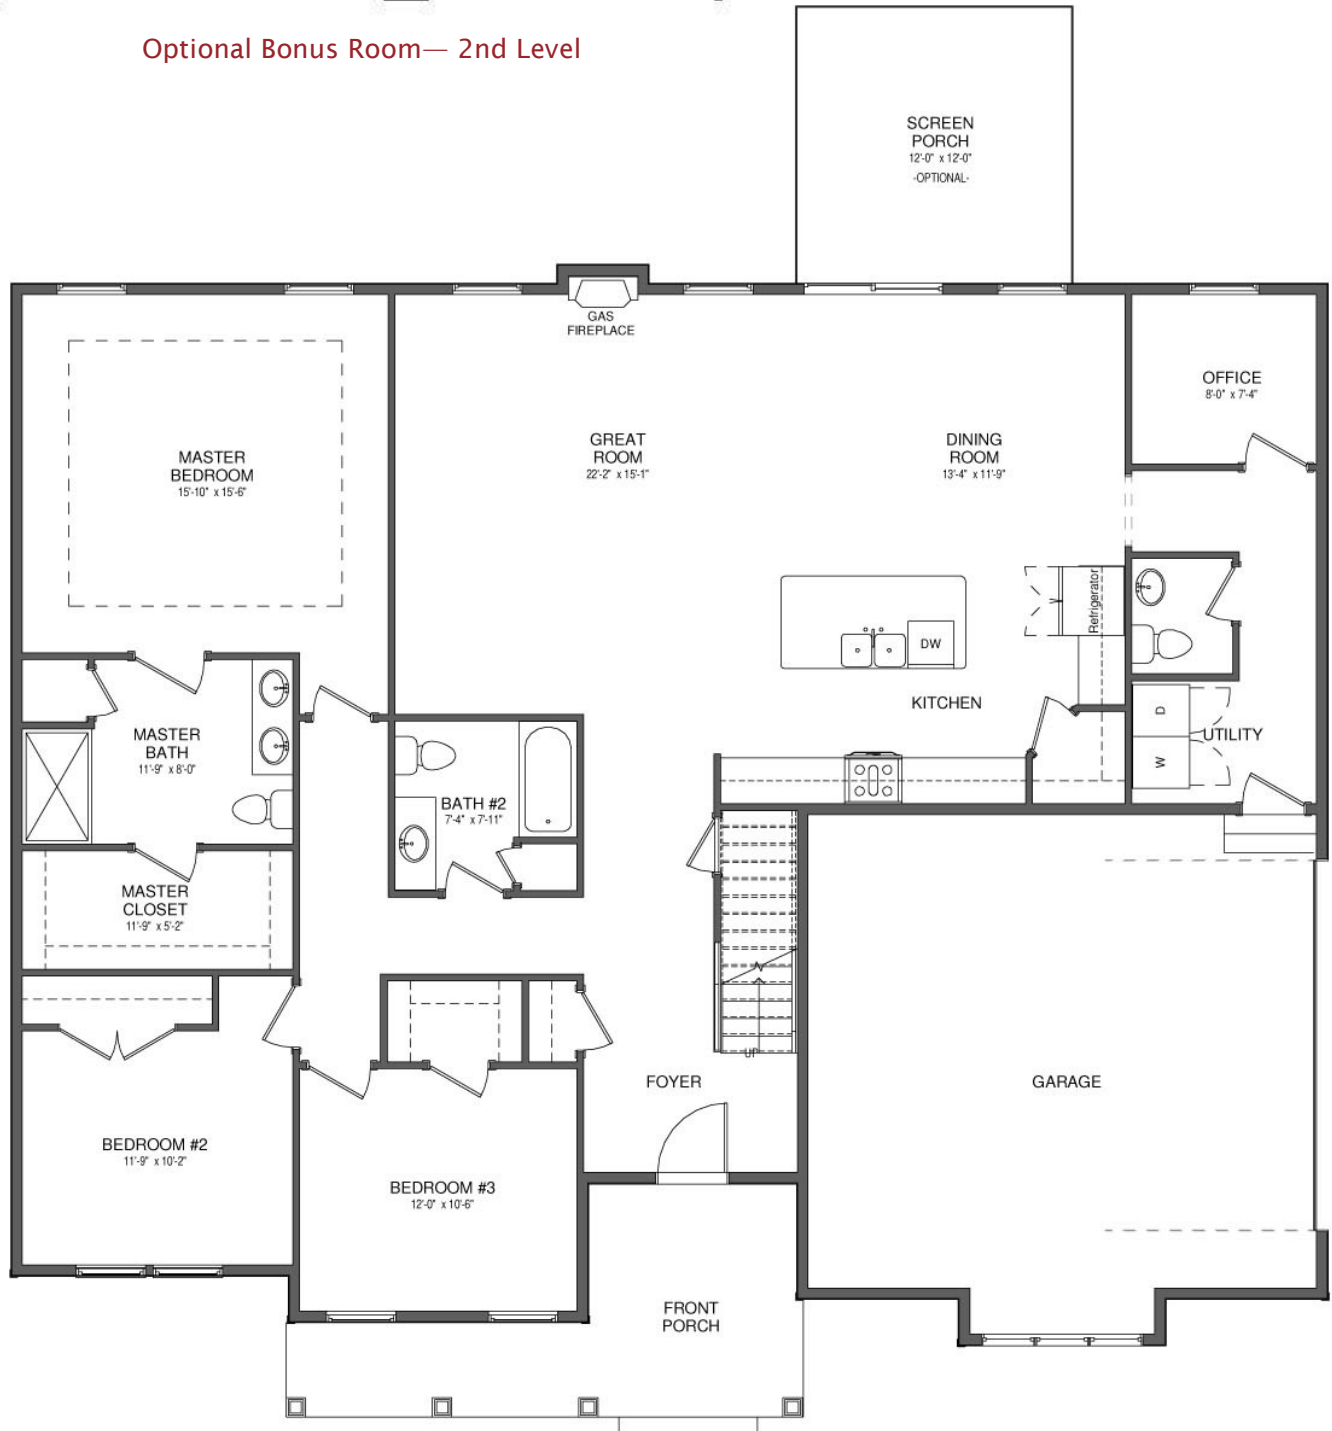 Optional Bonus Room— 2nd Level
SCREEN
PORCH
12'-0" x 12'-0"
-OPTIONAL-
GAS
FIREPLACE
OFFICE
8'-0" x 7'-4"
MASTER
BEDROOM
15'-10" x 15'-6"
GREAT
ROOM
22'-2" x 15'-1"
DINING
ROOM
13'-4" x 11'-9"
Refrigerator
DW
KITCHEN
D
UTILITY
W
MASTER
BATH
11'-9" x 8'-0"
BATH #2
7'-4" x 7'-11"
MASTER
CLOSET
11'-9" x 5'-2"
UP
FOYER
GARAGE
BEDROOM #2
11'-9" x 10'-2"
BEDROOM #3
12'-0" x 10'-6"
FRONT
PORCH